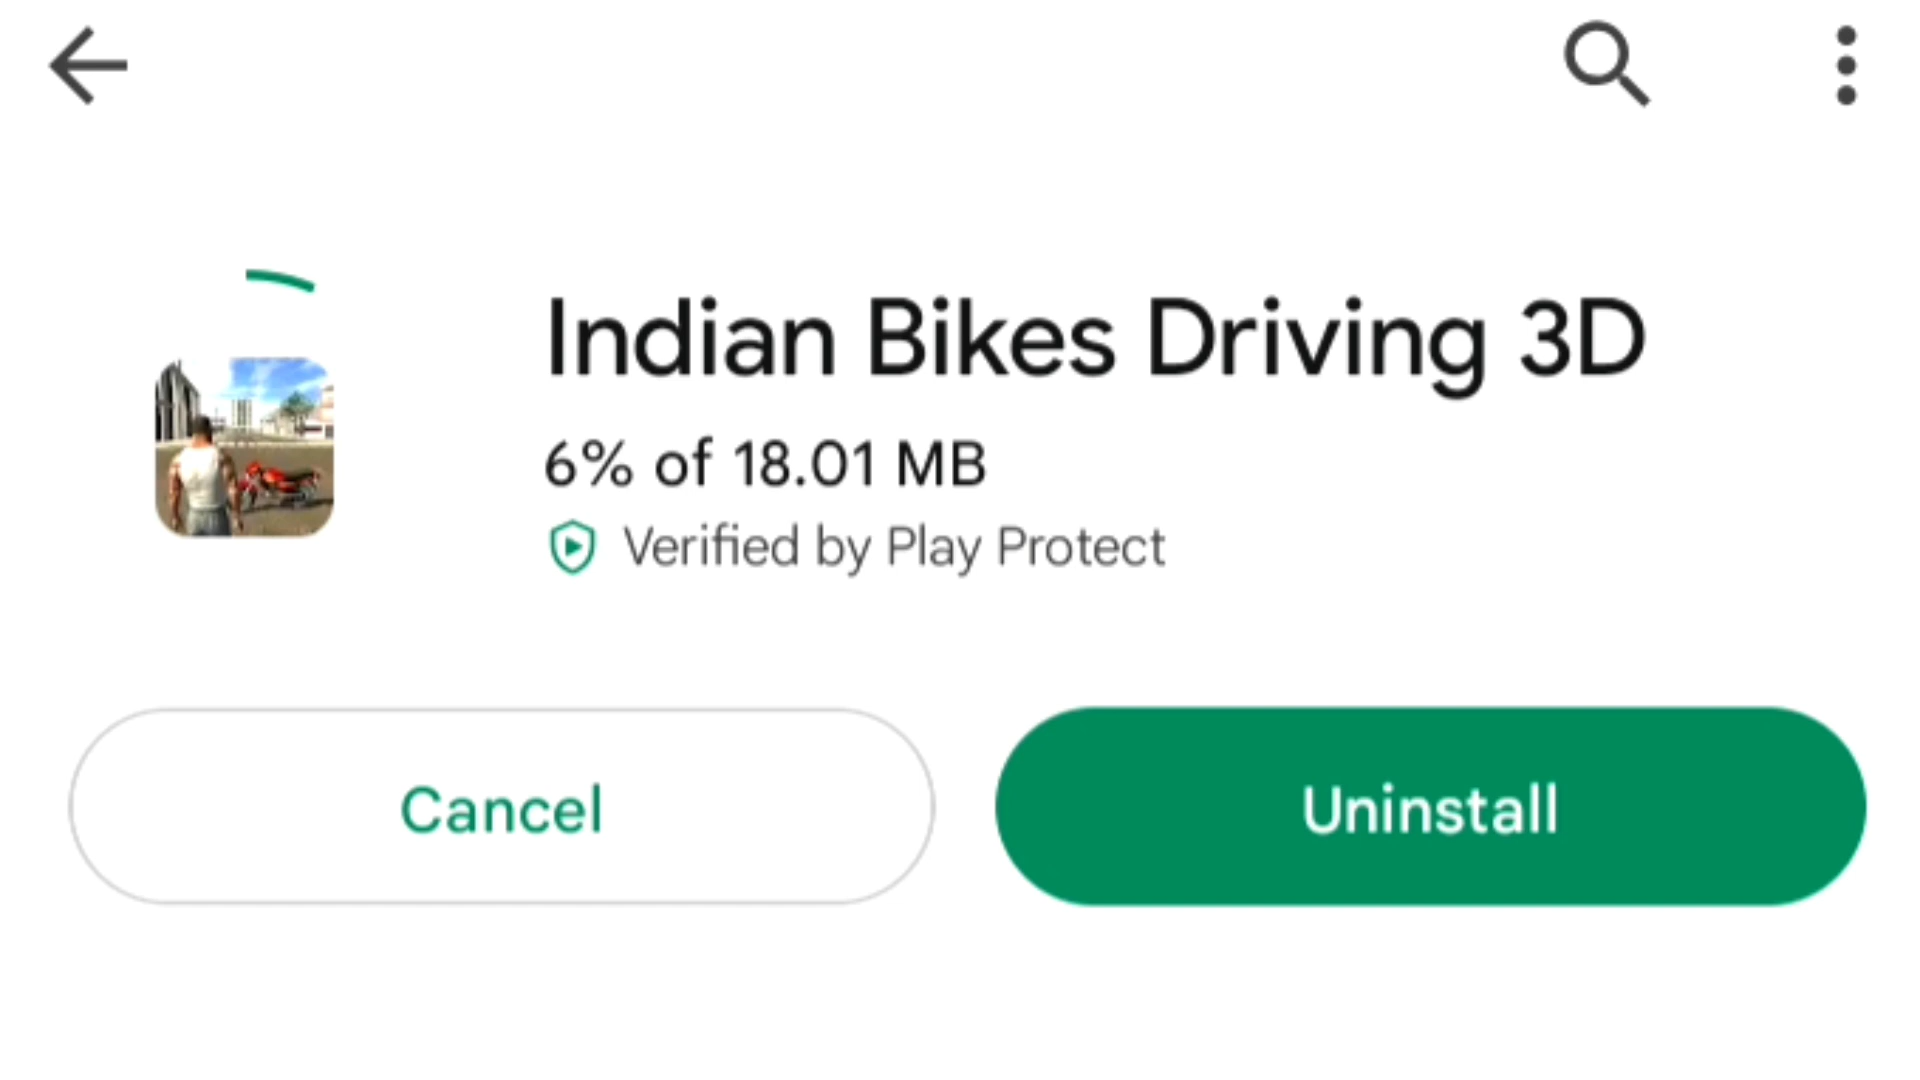 Indian Bikes Driving 3D
6% of 18.01 MB
Verified by Play Protect
Cancel
Uninstall